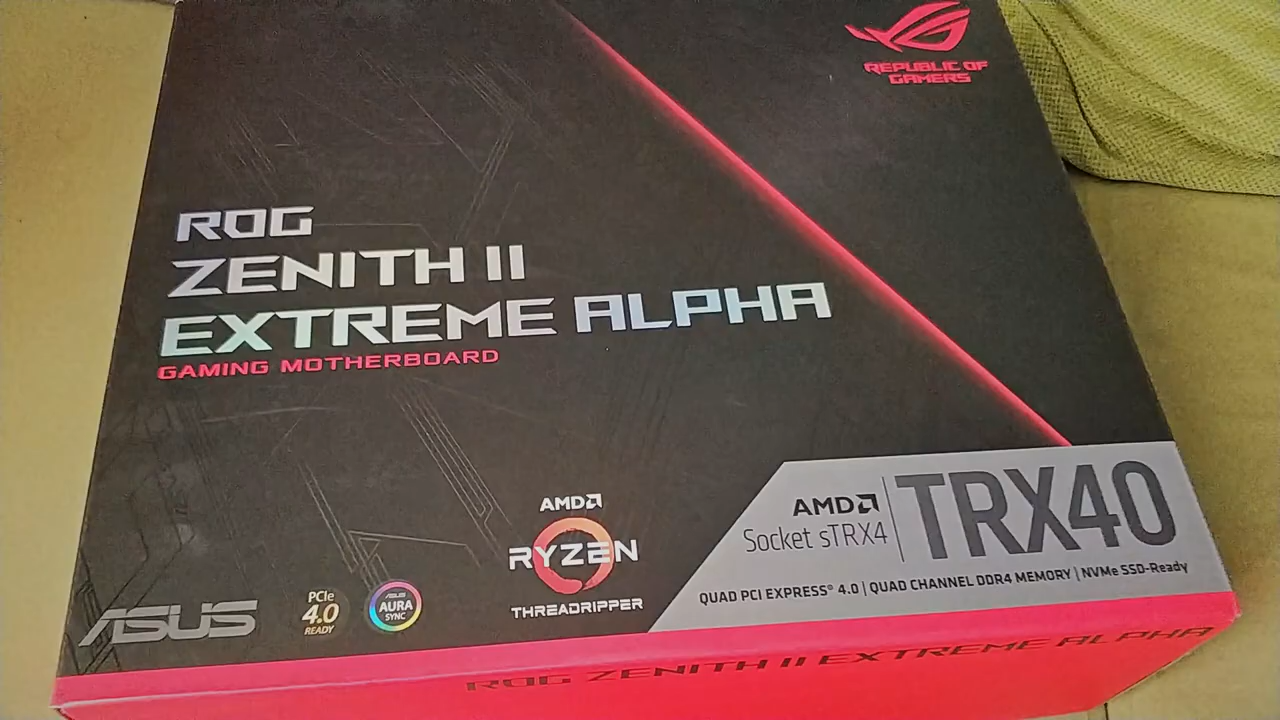 REPUBLIC OF
GAMERS
ROG
ZENITH II
EXTREME ALPHA
GAMING MOTHERBOARD
AMD
RYZEN
THREADRIPPER
ASUS
PCIe
4.0
READY
ASUS
AURA
SYNC
AMD
Socket sTRX4
TRX40
QUAD PCI EXPRESS® 4.0 | QUAD CHANNEL DDR4 MEMORY | NVMe SSD-Ready
ROG ZENITH II EXTREME ALPHA